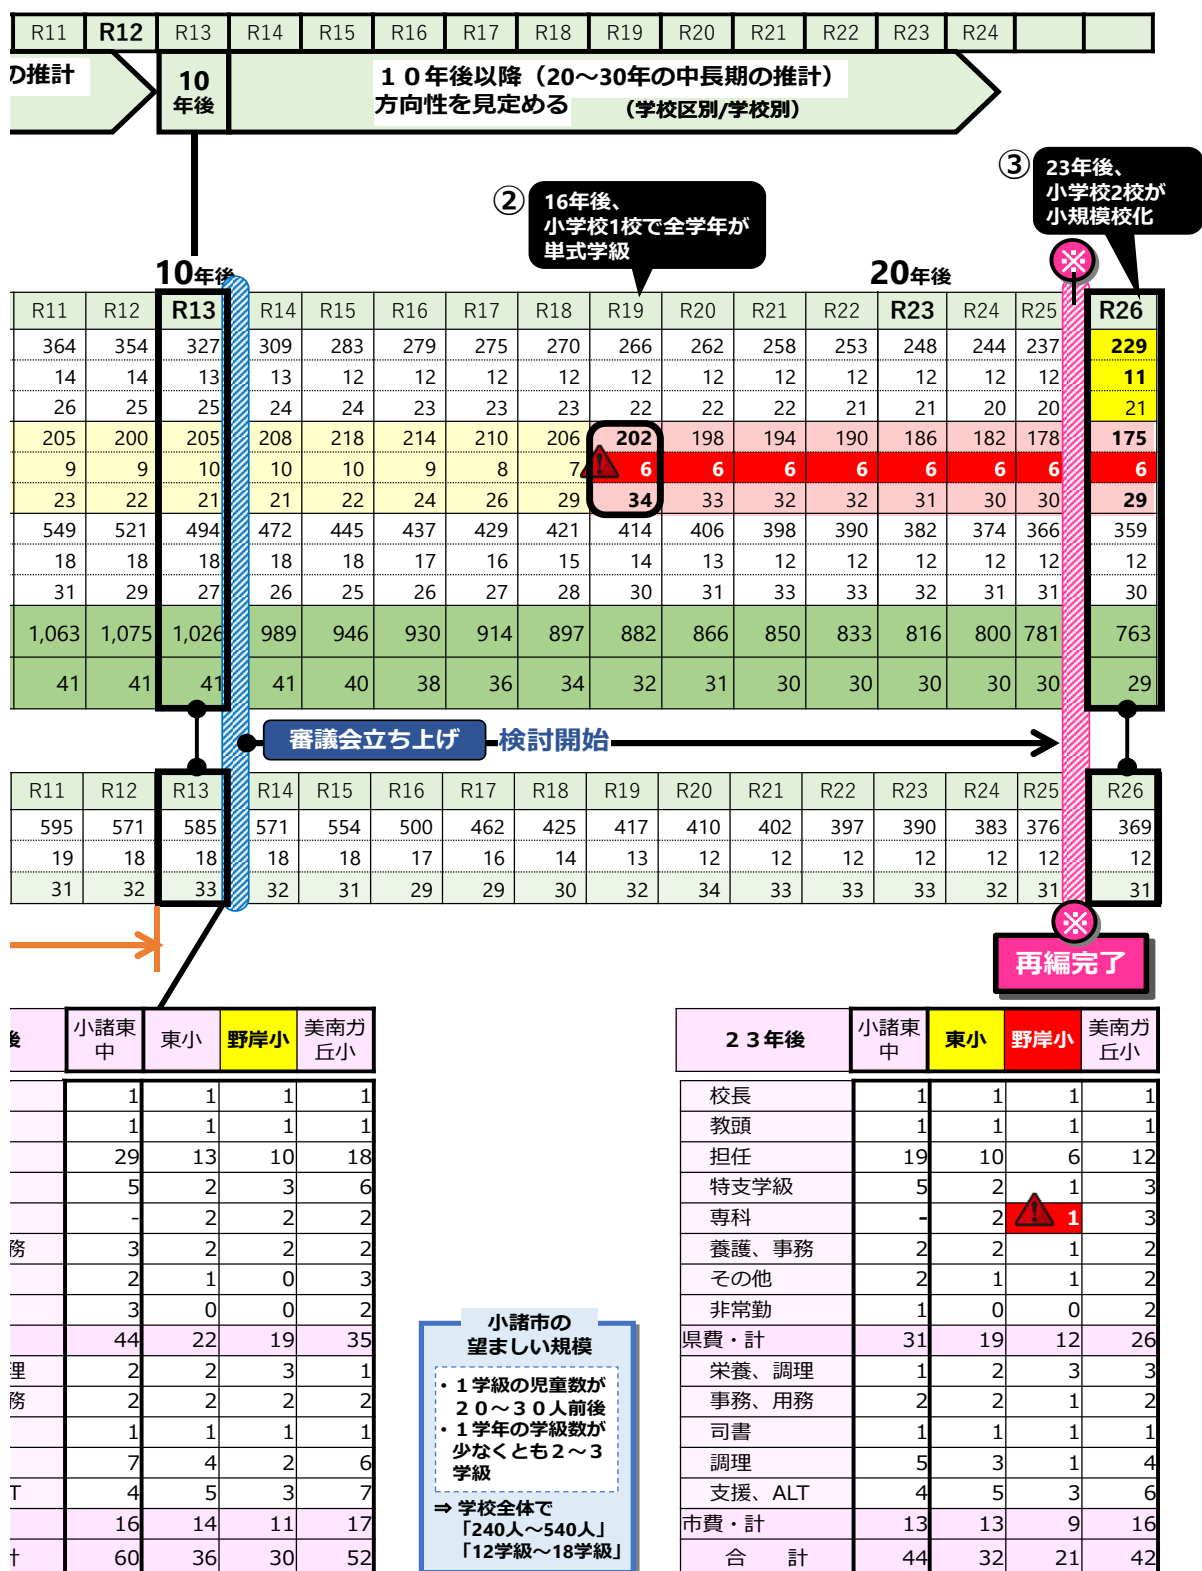 R11 R12 R13 R14 R15 R16 R17 R18 R19 R20 R21 R22 R23 R24
の推計
10
年後
１０年後以降（20～30年の中長期の推計）
方向性を見定める （学校区別/学校別）
③
23年後、
小学校2校が
小規模校化
②
16年後、
小学校1校で全学年が
単式学級
※
10年後
20年後
R11 R12 R13 R14 R15 R16 R17 R18 R19 R20 R21 R22 R23 R24 R25 R26
364 354 327 309 283 279 275 270 266 262 258 253 248 244 237 229
14 14 13 13 12 12 12 12 12 12 12 12 12 12 12 11
26 25 25 24 24 23 23 23 22 22 22 21 21 20 20 21
205 200 205 208 218 214 210 206 202 198 194 190 186 182 178 175
9 9 10 10 10 9 8 7 6 6 6 6 6 6 6 6
23 22 21 21 22 24 26 29 34 33 32 32 31 30 30 29
549 521 494 472 445 437 429 421 414 406 398 390 382 374 366 359
18 18 18 18 18 17 16 15 14 13 12 12 12 12 12 12
31 29 27 26 25 26 27 28 30 31 33 33 32 31 31 30
1,063 1,075 1,026 989 946 930 914 897 882 866 850 833 816 800 781 763
41 41 41 41 40 38 36 34 32 31 30 30 30 30 30 29
審議会立ち上げ 検討開始
R11 R12 R13 R14 R15 R16 R17 R18 R19 R20 R21 R22 R23 R24 R25 R26
595 571 585 571 554 500 462 425 417 410 402 397 390 383 376 369
19 18 18 18 18 17 16 14 13 12 12 12 12 12 12 12
31 32 33 32 31 29 29 30 32 34 33 33 33 32 31 31
※
再編完了
後 小諸東中 東小 野岸小 美南ガ丘小
1 1 1 1
1 1 1 1
29 13 10 18
5 2 3 6
- 2 2 2
務 3 2 2 2
2 1 0 3
3 0 0 2
44 22 19 35
理 2 2 3 1
務 2 2 2 2
1 1 1 1
7 4 2 6
T 4 5 3 7
16 14 11 17
計 60 36 30 52
小諸市の
望ましい規模
・１学級の児童数が
２０～３０人前後
・１学年の学級数が
少なくとも２～３
学級
⇒ 学校全体で
「240人～540人」
「12学級～18学級」
２３年後 小諸東中 東小 野岸小 美南ガ丘小
校長 1 1 1 1
教頭 1 1 1 1
担任 19 10 6 12
特支学級 5 2 1 3
専科 - 2 1 3
養護、事務 2 2 1 2
その他 2 1 1 2
非常勤 1 0 0 2
県費・計 31 19 12 26
栄養、調理 1 2 3 3
事務、用務 2 2 1 2
司書 1 1 1 1
調理 5 3 1 4
支援、ALT 4 5 3 6
市費・計 13 13 9 16
合 計 44 32 21 42